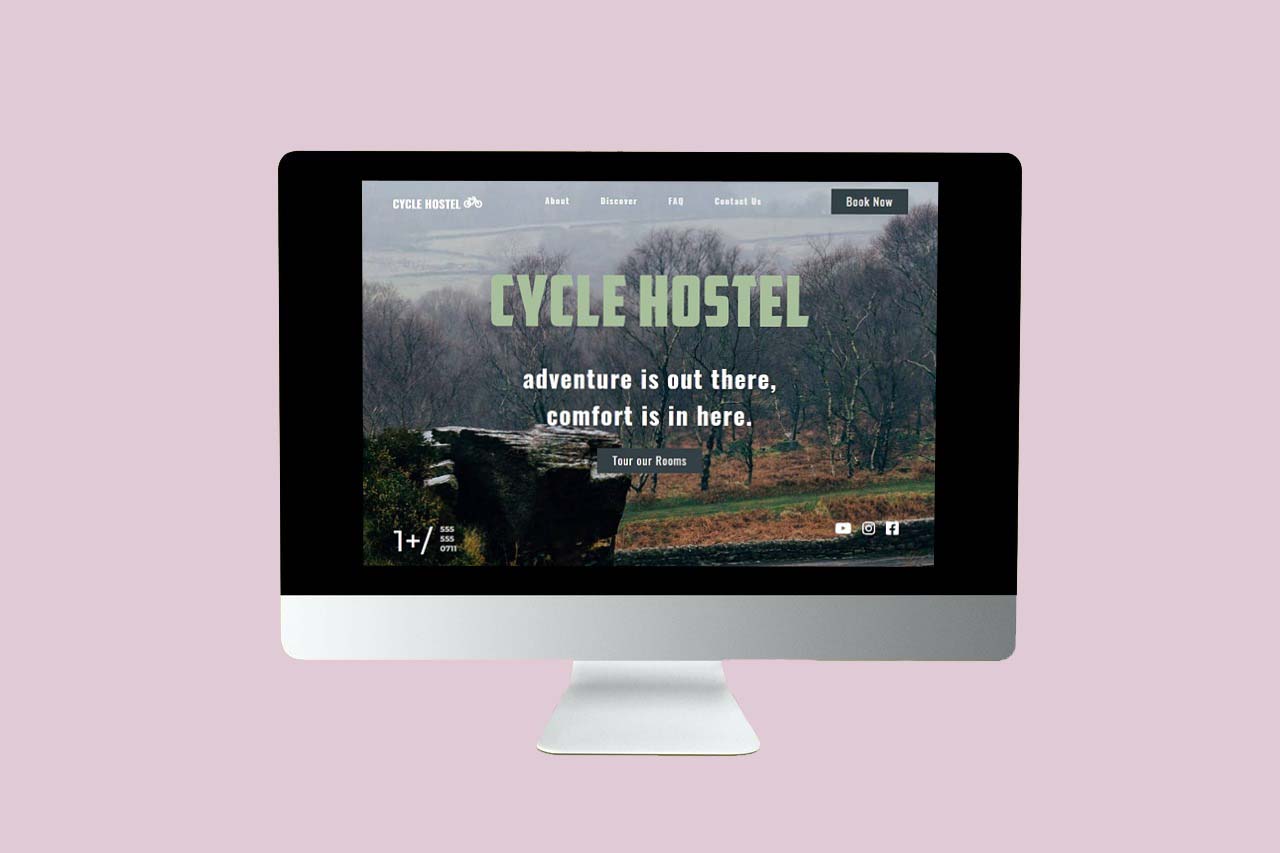 CYCLE HOSTEL
About Discover FAQ Contact Us
Book Now
CYCLE HOSTEL
adventure is out there,
comfort is in here.
Tour our Rooms
1+/
555
555
0711